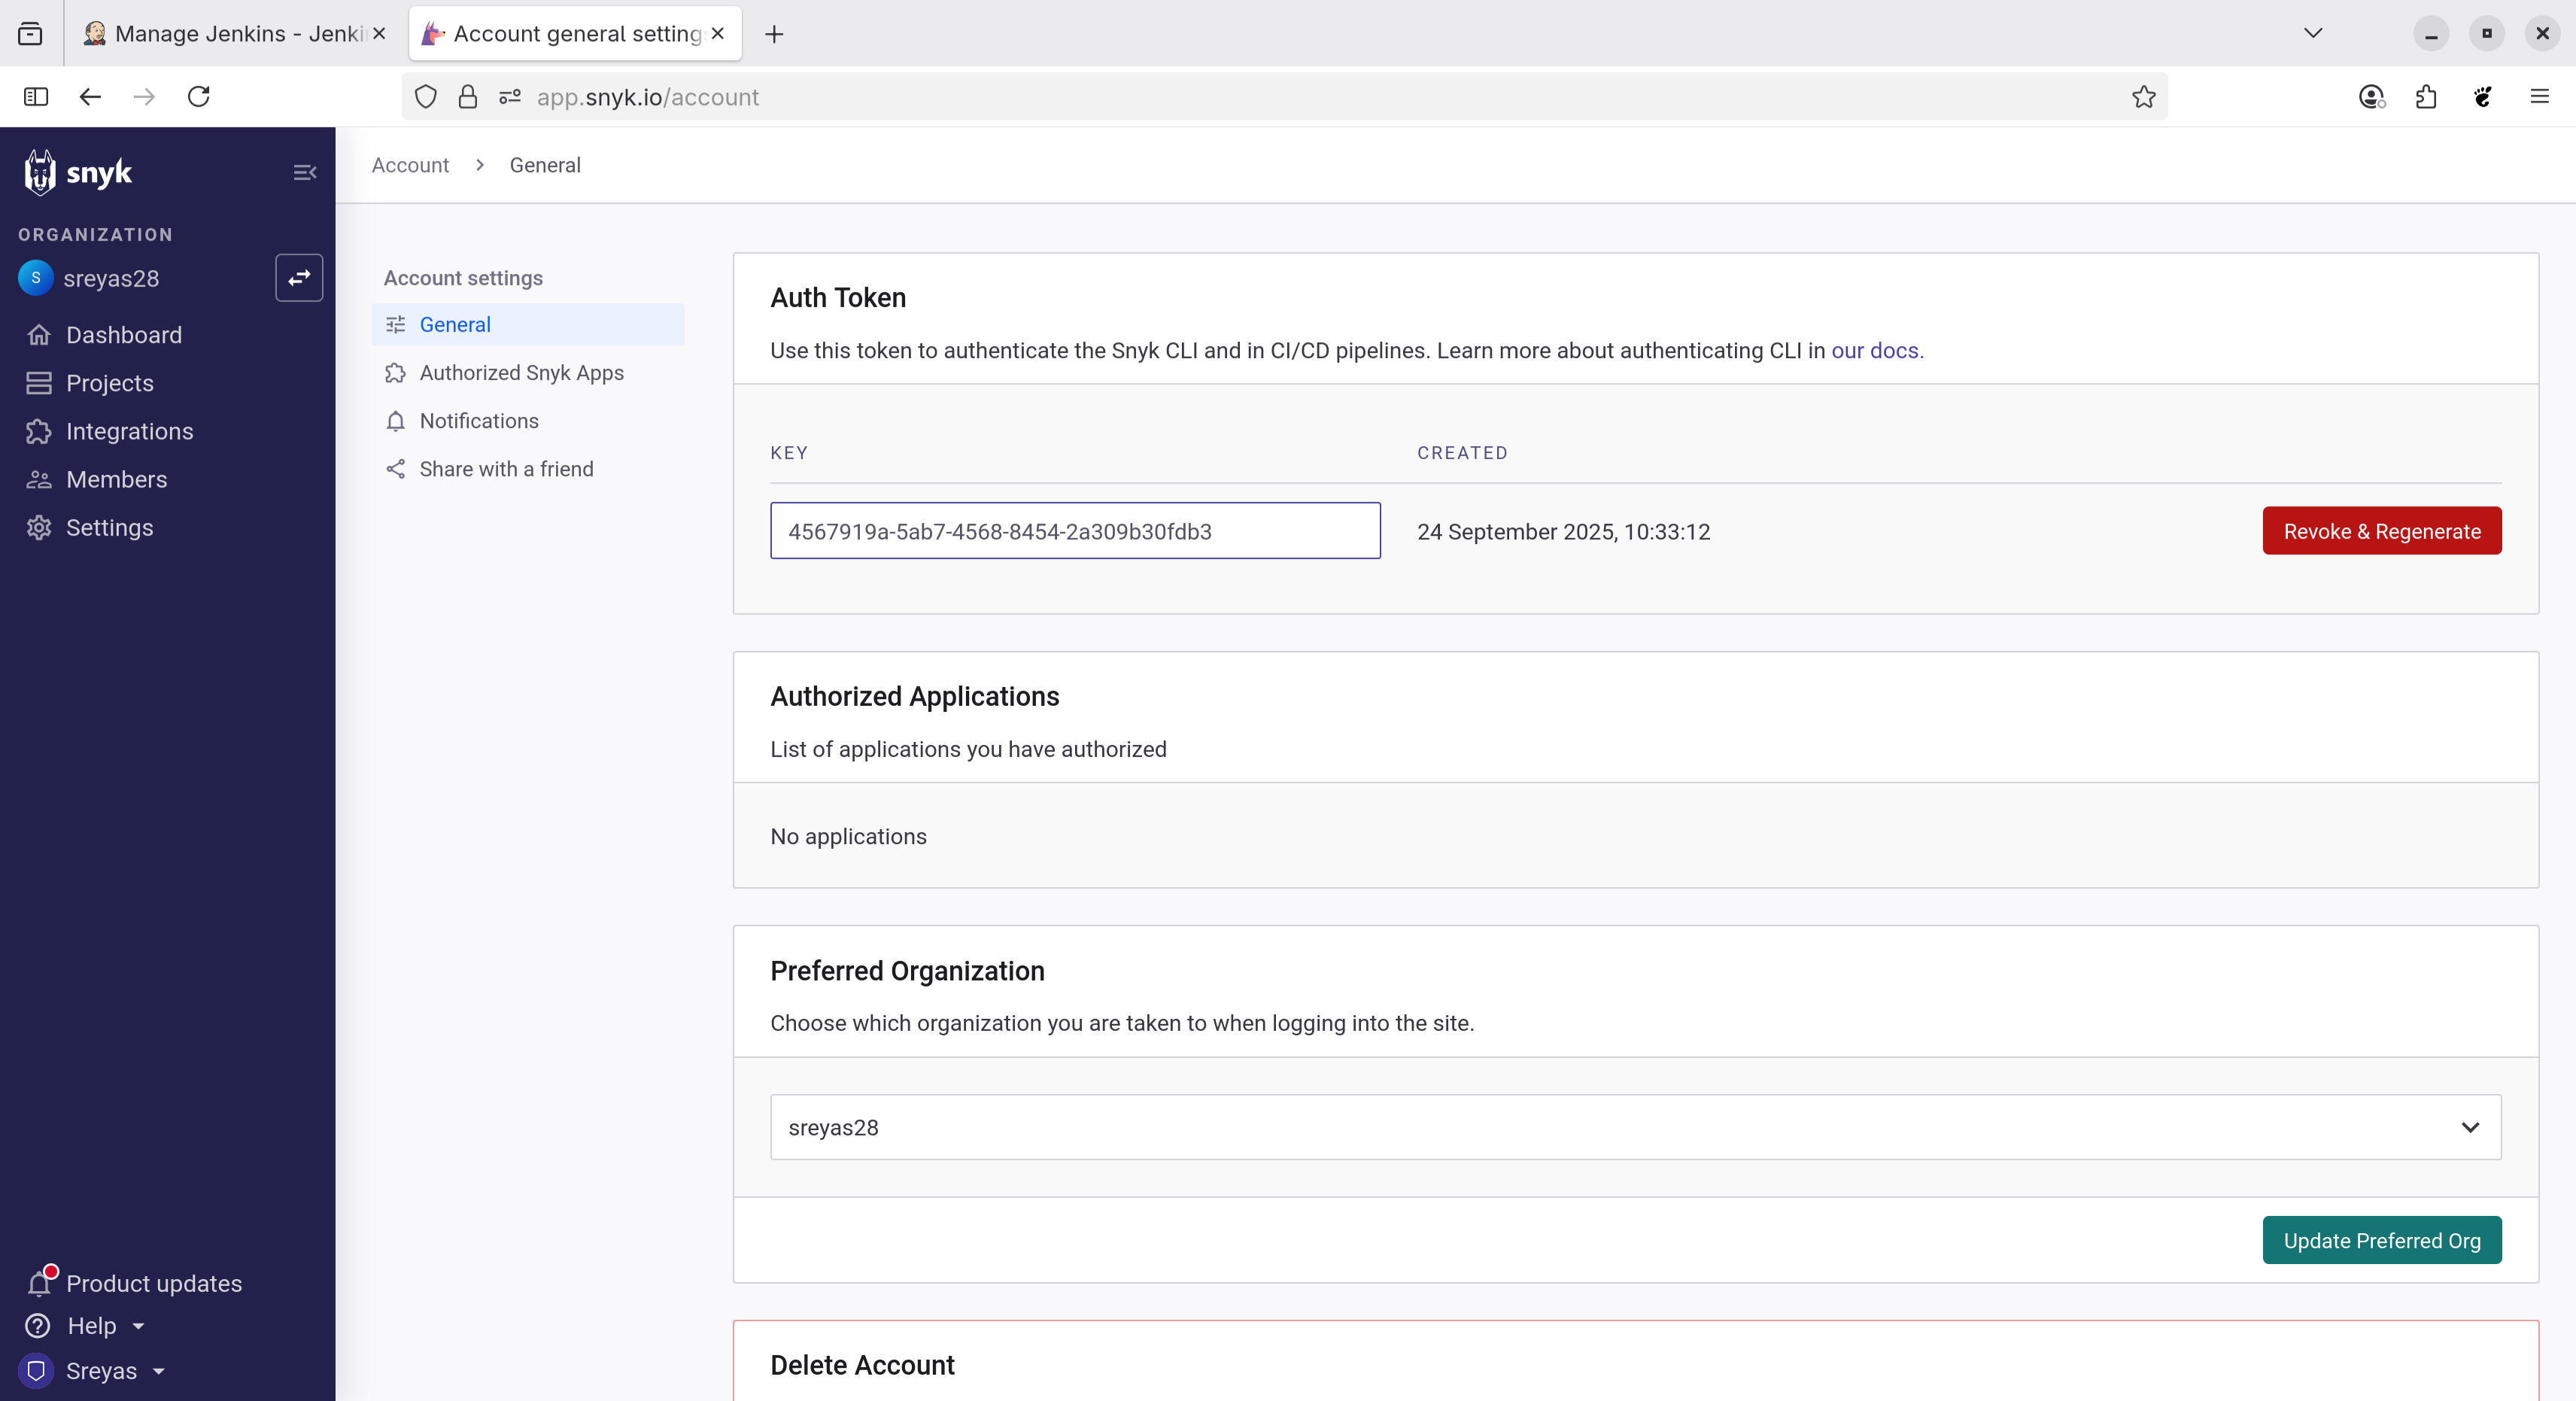 Manage Jenkins - Jenki
Account general setting
app.snyk.io/account
snyk
ORGANIZATION
S
sreyas28
Dashboard
Projects
Integrations
Members
Settings
Product updates
Help
Sreyas
Account > General
Account settings
General
Authorized Snyk Apps
Notifications
Share with a friend
Auth Token
Use this token to authenticate the Snyk CLI and in CI/CD pipelines. Learn more about authenticating CLI in our docs.
KEY CREATED
4567919a-5ab7-4568-8454-2a309b30fdb3 24 September 2025, 10:33:12 Revoke & Regenerate
Authorized Applications
List of applications you have authorized
No applications
Preferred Organization
Choose which organization you are taken to when logging into the site.
sreyas28
Update Preferred Org
Delete Account